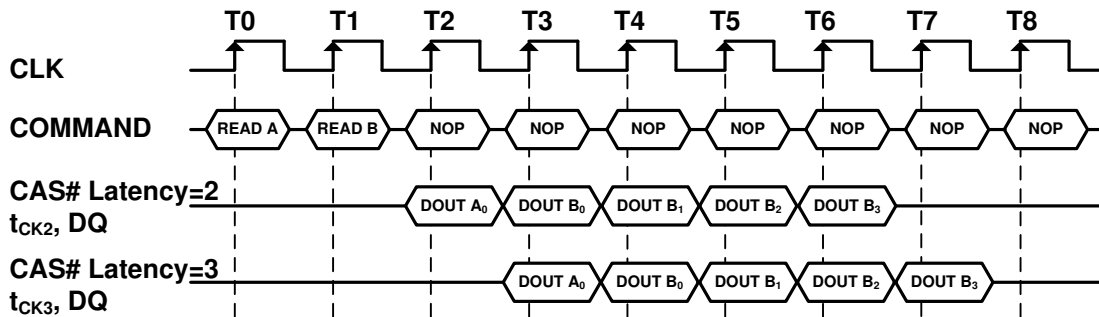 T0 T1 T2 T3 T4 T5 T6 T7 T8
CLK
COMMAND READ A READ B NOP NOP NOP NOP NOP NOP NOP
CAS# Latency=2
tCK2, DQ DOUT A0 DOUT B0 DOUT B1 DOUT B2 DOUT B3
CAS# Latency=3
tCK3, DQ DOUT A0 DOUT B0 DOUT B1 DOUT B2 DOUT B3